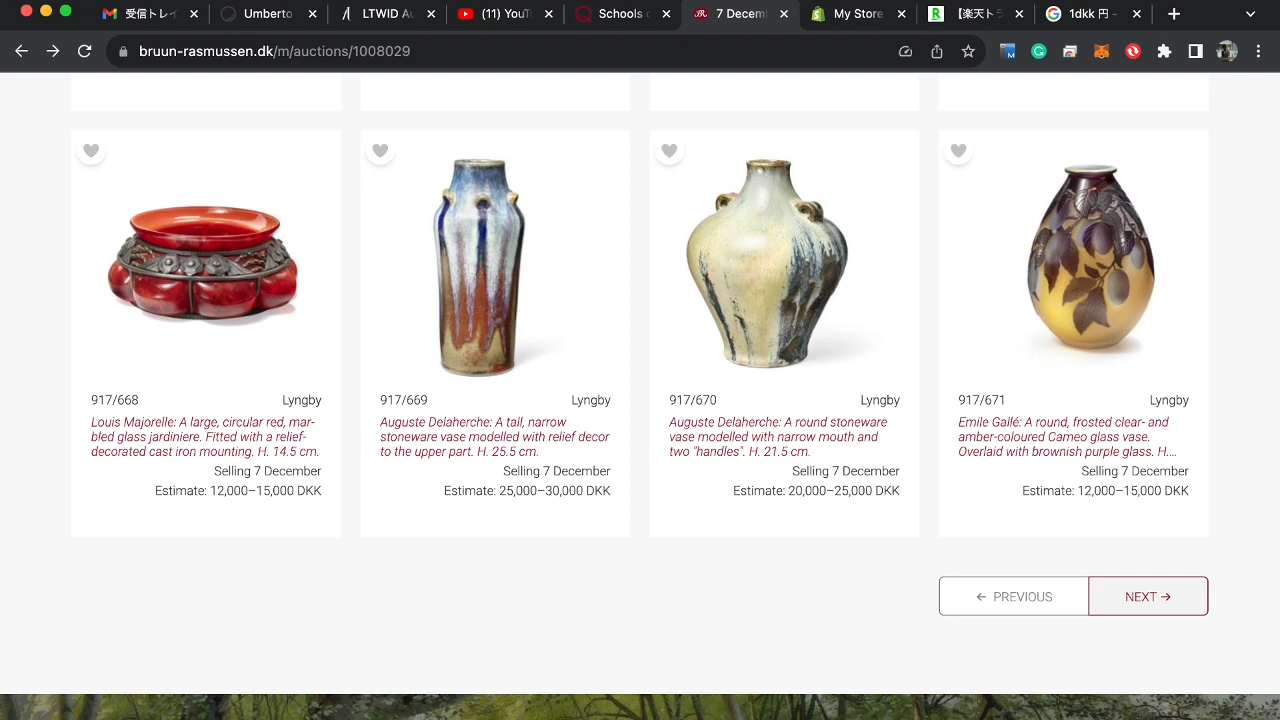 受信トレイ
Umberto
LTWID Au
(11) YouTu
Schools o
7 Decemb
My Store
【楽天トラ
1dkk 円 -
bruun-rasmussen.dk/m/auctions/1008029
917/668 Lyngby
Louis Majorelle: A large, circular red, mar-
bled glass jardiniere. Fitted with a relief-
decorated cast iron mounting. H. 14.5 cm.
Selling 7 December
Estimate: 12,000–15,000 DKK
917/669 Lyngby
Auguste Delaherche: A tall, narrow
stoneware vase modelled with relief decor
to the upper part. H. 25.5 cm.
Selling 7 December
Estimate: 25,000–30,000 DKK
917/670 Lyngby
Auguste Delaherche: A round stoneware
vase modelled with narrow mouth and
two "handles". H. 21.5 cm.
Selling 7 December
Estimate: 20,000–25,000 DKK
917/671 Lyngby
Emile Gallé: A round, frosted clear- and
amber-coloured Cameo glass vase.
Overlaid with brownish purple glass. H....
Selling 7 December
Estimate: 12,000–15,000 DKK
← PREVIOUS
NEXT →